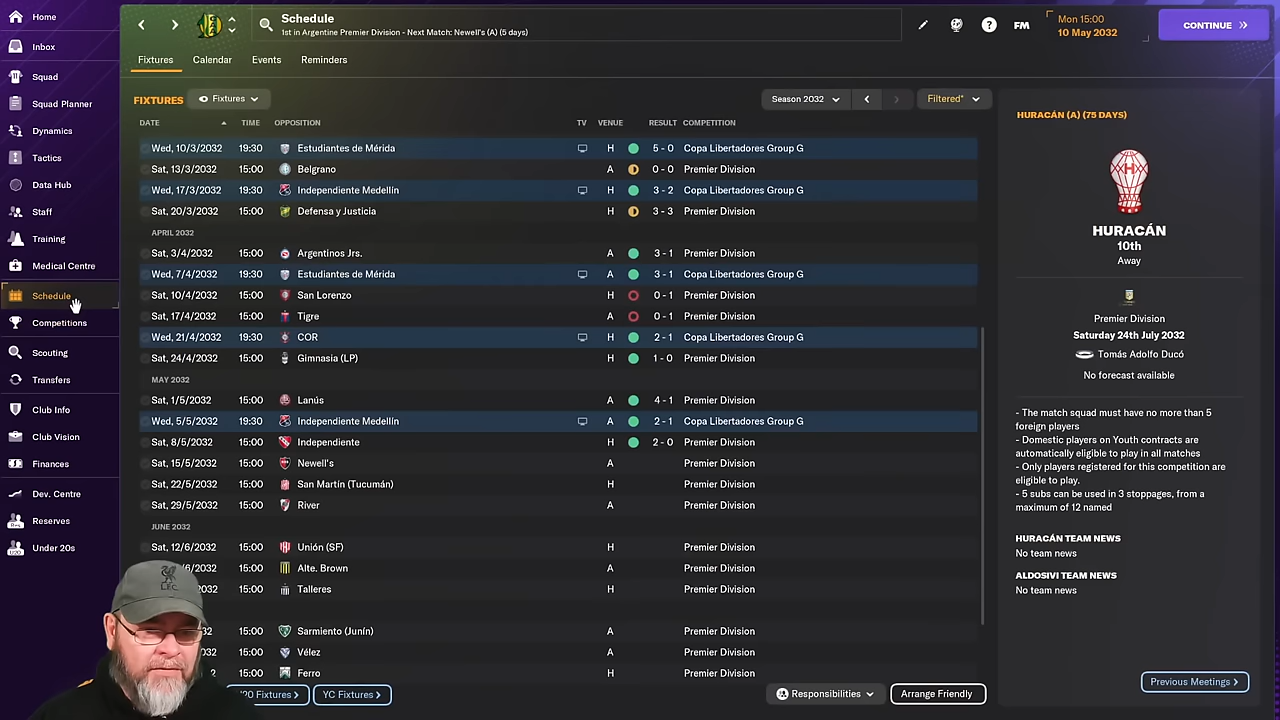 Home
Inbox
Squad
Squad Planner
Dynamics
Tactics
Data Hub
Staff
Training
Medical Centre
Schedule
Competitions
Scouting
Transfers
Club Info
Club Vision
Finances
Dev. Centre
Reserves
Under 20s
Schedule
1st in Argentine Premier Division - Next Match: Newell's (A) (5 days)
FM
Mon 15:00
10 May 2032
CONTINUE
Fixtures Calendar Events Reminders
FIXTURES Fixtures
Season 2032 Filtered*
DATE TIME OPPOSITION TV VENUE RESULT COMPETITION
Wed, 10/3/2032 19:30 Estudiantes de Mérida H 5 - 0 Copa Libertadores Group G
Sat, 13/3/2032 15:00 Belgrano A 0 - 0 Premier Division
Wed, 17/3/2032 19:30 Independiente Medellín H 3 - 2 Copa Libertadores Group G
Sat, 20/3/2032 15:00 Defensa y Justicia H 3 - 3 Premier Division
APRIL 2032
Sat, 3/4/2032 15:00 Argentinos Jrs. A 3 - 1 Premier Division
Wed, 7/4/2032 19:30 Estudiantes de Mérida A 3 - 1 Copa Libertadores Group G
Sat, 10/4/2032 15:00 San Lorenzo H 0 - 1 Premier Division
Sat, 17/4/2032 15:00 Tigre A 0 - 1 Premier Division
Wed, 21/4/2032 19:30 COR H 2 - 1 Copa Libertadores Group G
Sat, 24/4/2032 15:00 Gimnasia (LP) H 1 - 0 Premier Division
MAY 2032
Sat, 1/5/2032 15:00 Lanús A 4 - 1 Premier Division
Wed, 5/5/2032 19:30 Independiente Medellín A 2 - 1 Copa Libertadores Group G
Sat, 8/5/2032 15:00 Independiente H 2 - 0 Premier Division
Sat, 15/5/2032 15:00 Newell's A Premier Division
Sat, 22/5/2032 15:00 San Martín (Tucumán) H Premier Division
Sat, 29/5/2032 15:00 River A Premier Division
JUNE 2032
Sat, 12/6/2032 15:00 Unión (SF) H Premier Division
/6/2032 15:00 Alte. Brown A Premier Division
/2032 15:00 Talleres H Premier Division
32 15:00 Sarmiento (Junín) A Premier Division
32 15:00 Vélez A Premier Division
2 15:00 Ferro H Premier Division
20 Fixtures YC Fixtures
Responsibilities Arrange Friendly
HURACÁN (A) (75 DAYS)
HURACÁN
10th
Away
Premier Division
Saturday 24th July 2032
Tomás Adolfo Ducó
No forecast available
- The match squad must have no more than 5
foreign players
- Domestic players on Youth contracts are
automatically eligible to play in all matches
- Only players registered for this competition are
eligible to play.
- 5 subs can be used in 3 stoppages, from a
maximum of 12 named
HURACÁN TEAM NEWS
No team news
ALDOSIVI TEAM NEWS
No team news
Previous Meetings
L.F.C.